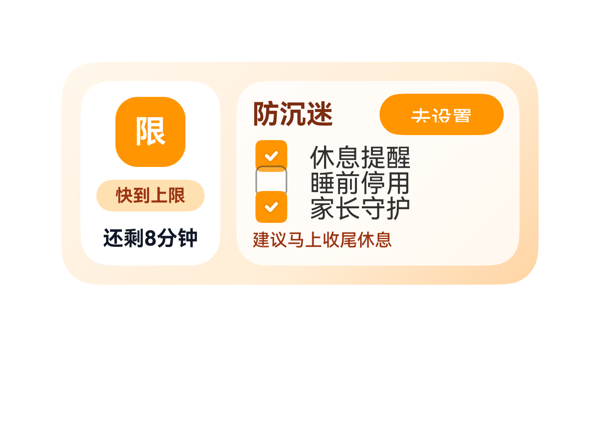 限
快到上限
还剩8分钟
防沉迷
去设置
休息提醒
睡前停用
家长守护
建议马上收尾休息